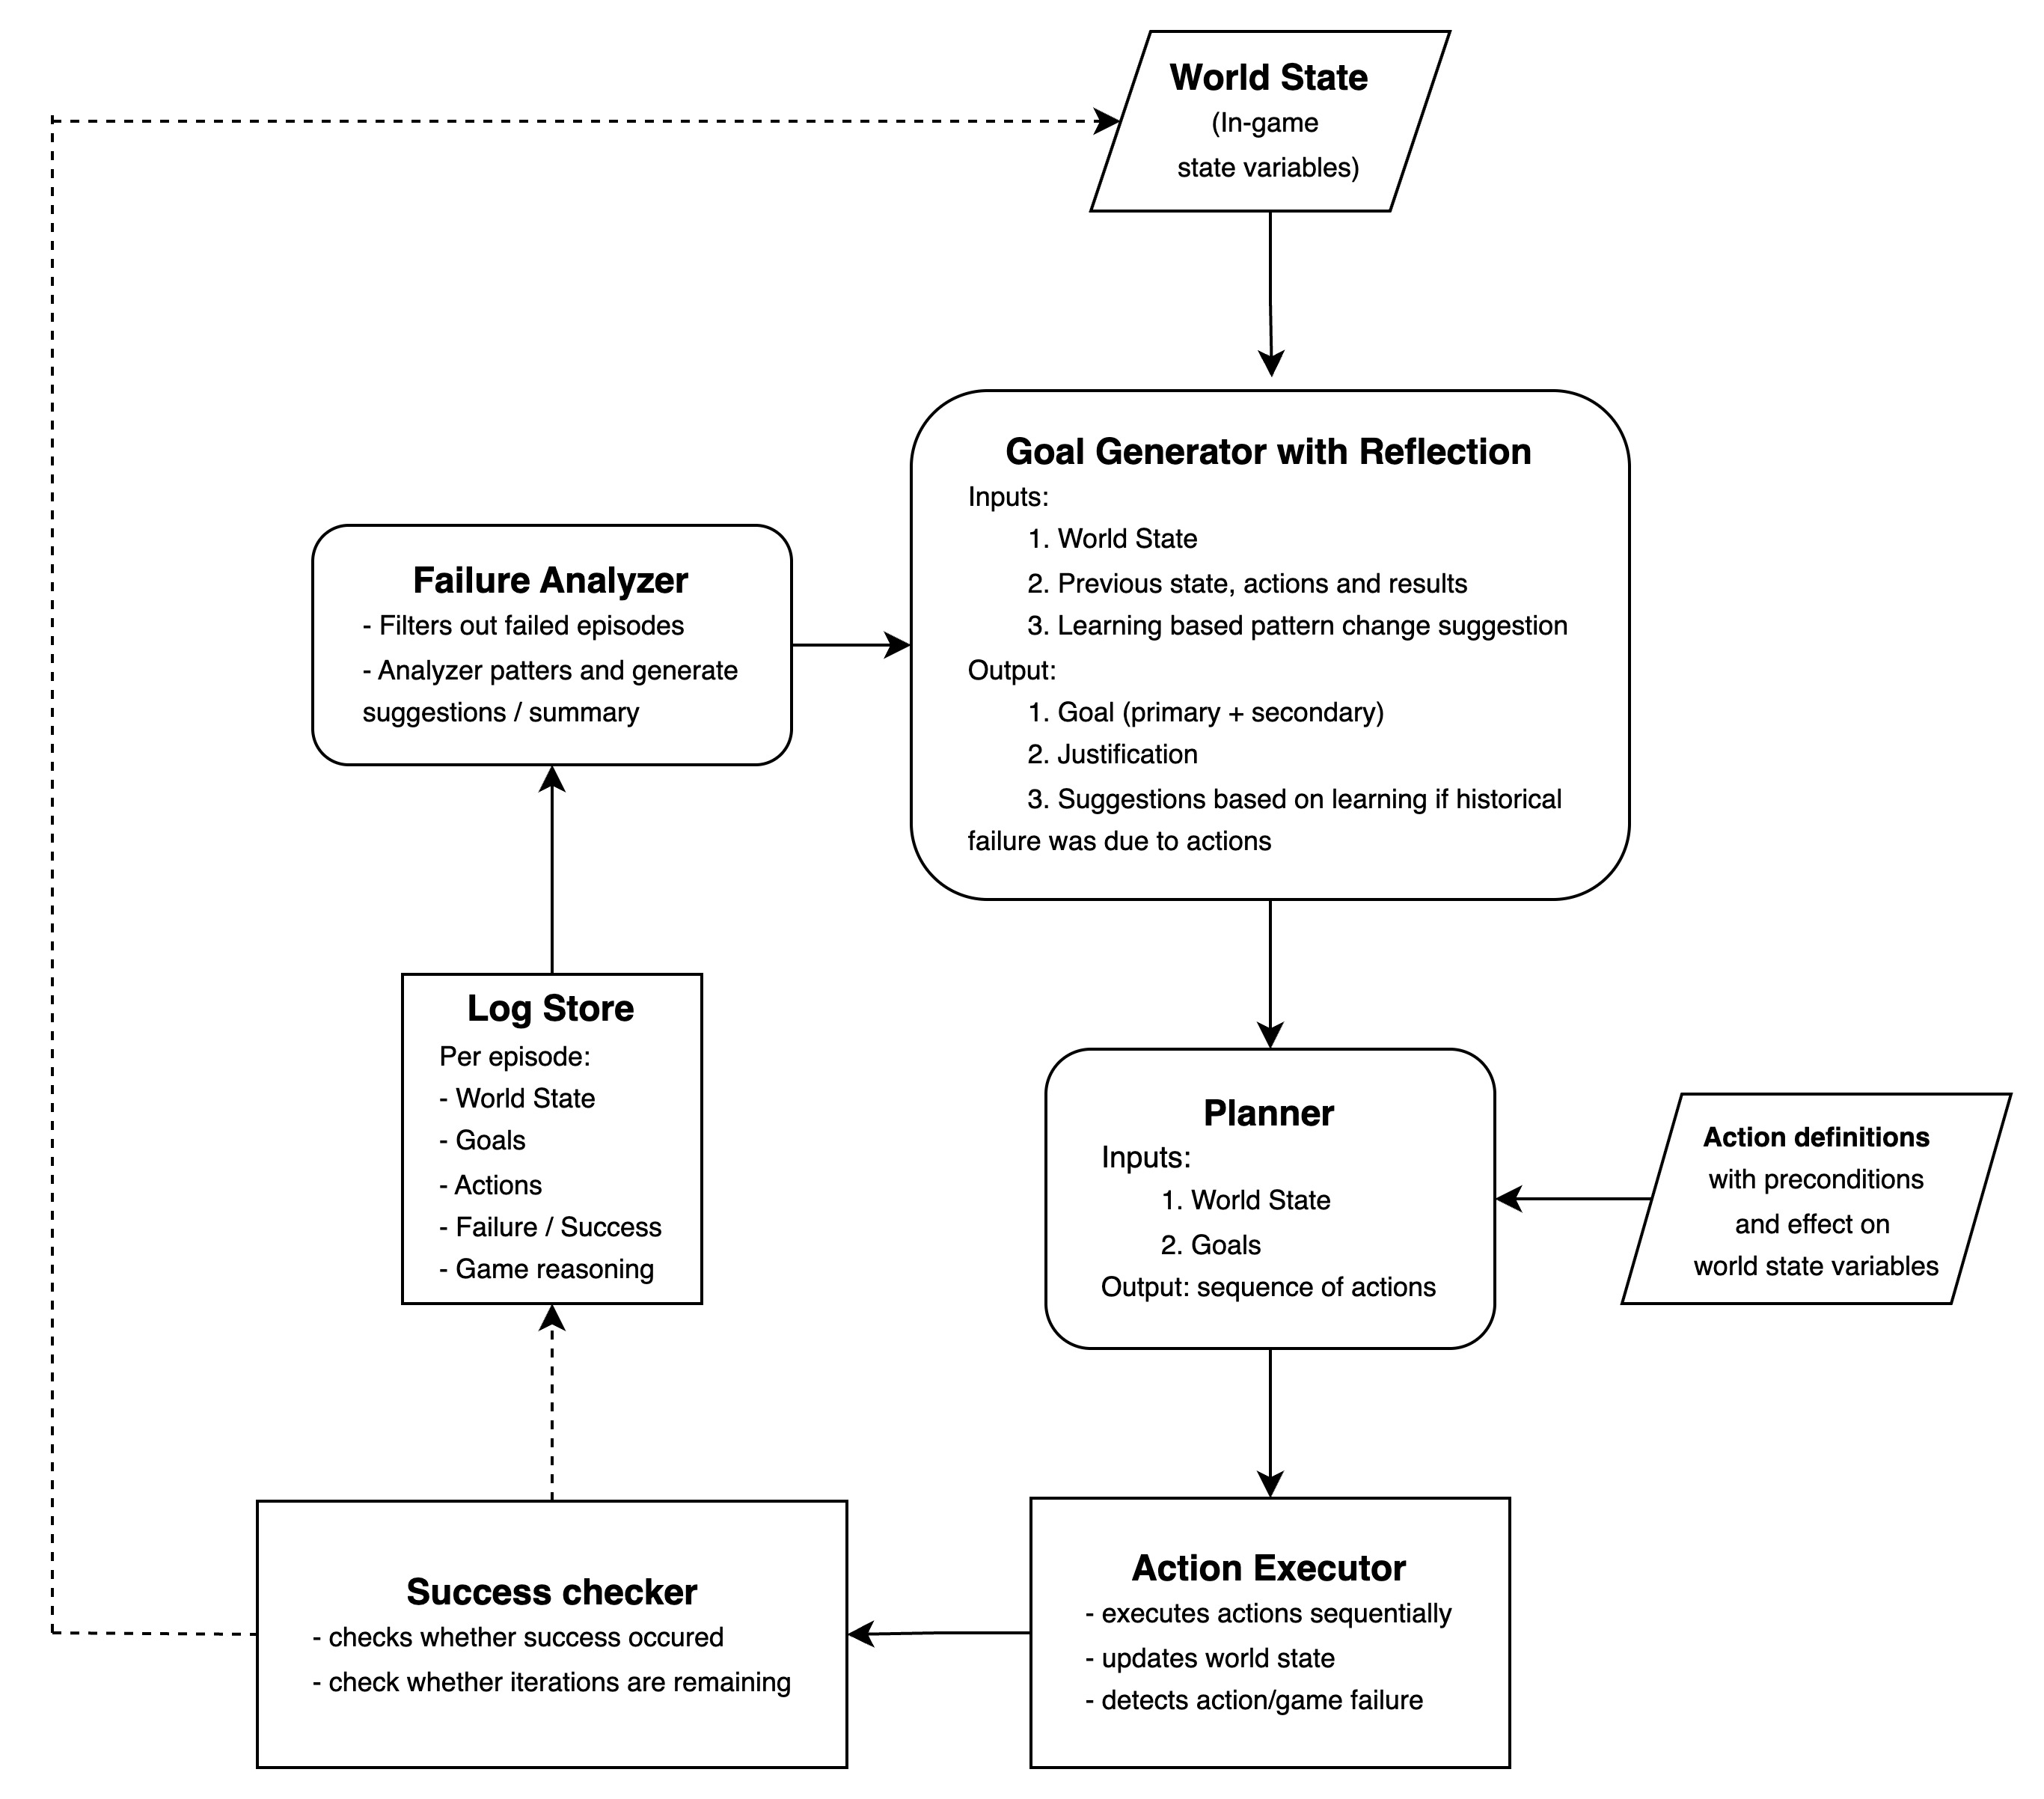 World State
(In-game
state variables)
Goal Generator with Reflection
Inputs:
1. World State
2. Previous state, actions and results
3. Learning based pattern change suggestion
Output:
1. Goal (primary + secondary)
2. Justification
3. Suggestions based on learning if historical
failure was due to actions
Failure Analyzer
- Filters out failed episodes
- Analyzer patters and generate
suggestions / summary
Log Store
Per episode:
- World State
- Goals
- Actions
- Failure / Success
- Game reasoning
Planner
Inputs:
1. World State
2. Goals
Output: sequence of actions
Action definitions
with preconditions
and effect on
world state variables
Success checker
- checks whether success occured
- check whether iterations are remaining
Action Executor
- executes actions sequentially
- updates world state
- detects action/game failure